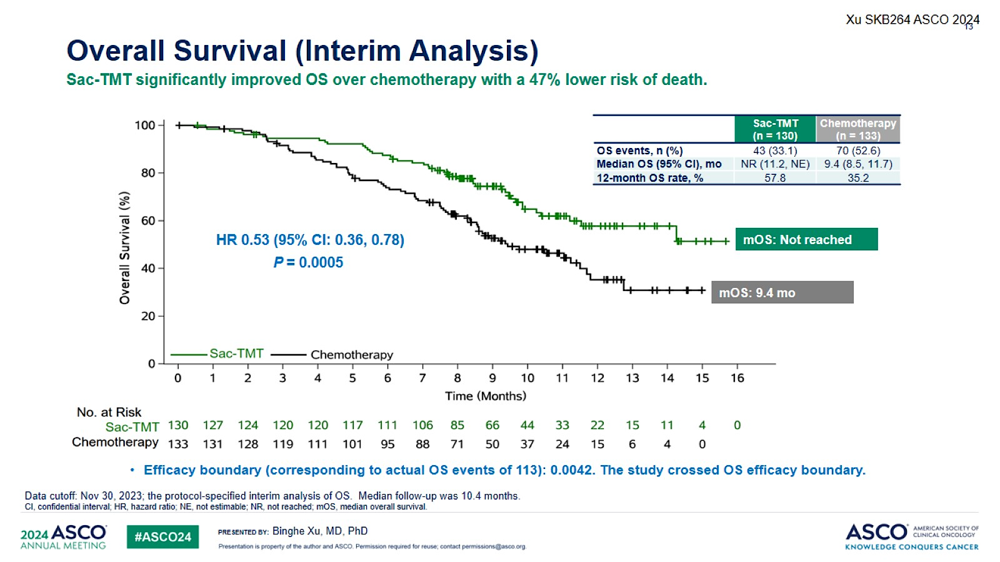 Xu SKB264 ASCO 2024
13
Overall Survival (Interim Analysis)
Sac-TMT significantly improved OS over chemotherapy with a 47% lower risk of death.
Sac-TMT Chemotherapy
(n = 130) (n = 133)
OS events, n (%) 43 (33.1) 70 (52.6)
Median OS (95% CI), mo NR (11.2, NE) 9.4 (8.5, 11.7)
12-month OS rate, % 57.8 35.2
Overall Survival (%)
100
80
60
40
20
0
HR 0.53 (95% CI: 0.36, 0.78)
P = 0.0005
mOS: Not reached
mOS: 9.4 mo
Sac-TMT Chemotherapy
0 1 2 3 4 5 6 7 8 9 10 11 12 13 14 15 16
Time (Months)
No. at Risk
Sac-TMT 130 127 124 120 120 117 111 106 85 66 44 33 22 15 11 4 0
Chemotherapy 133 131 128 119 111 101 95 88 71 50 37 24 15 6 4 0
• Efficacy boundary (corresponding to actual OS events of 113): 0.0042. The study crossed OS efficacy boundary.
Data cutoff: Nov 30, 2023; the protocol-specified interim analysis of OS. Median follow-up was 10.4 months.
CI, confidential interval; HR, hazard ratio; NE, not estimable; NR, not reached; mOS, median overall survival.
2024 ASCO
ANNUAL MEETING
#ASCO24
PRESENTED BY: Binghe Xu, MD, PhD
Presentation is property of the author and ASCO. Permission required for reuse; contact permissions@asco.org.
ASCO AMERICAN SOCIETY OF
CLINICAL ONCOLOGY
KNOWLEDGE CONQUERS CANCER